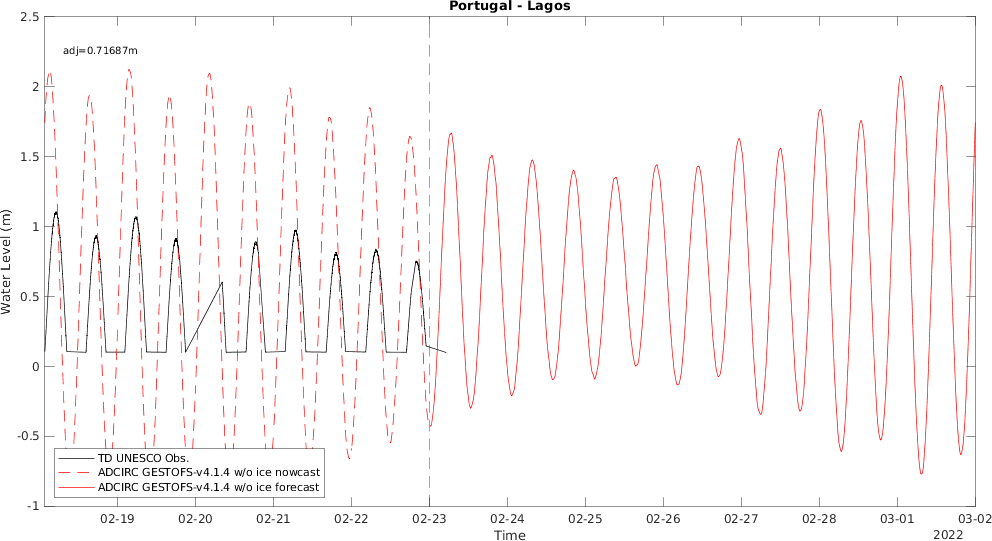 Portugal - Lagos
adj=0.71687m
2.5
2
1.5
1
0.5
0
-0.5
-1
Water Level (m)
TD UNESCO Obs.
ADCIRC GESTOFS-v4.1.4 w/o ice nowcast
ADCIRC GESTOFS-v4.1.4 w/o ice forecast
02-19 02-20 02-21 02-22 02-23 02-24 02-25 02-26 02-27 02-28 03-01 03-02
Time
2022